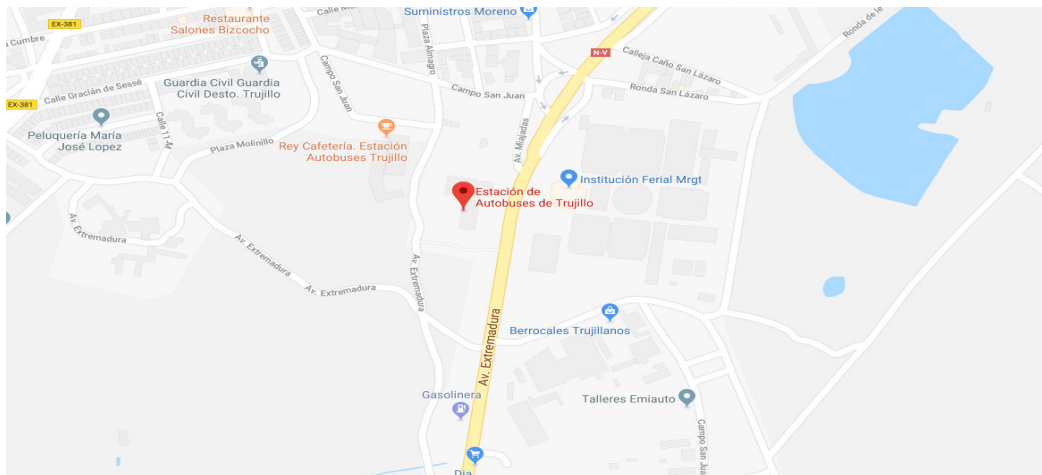 EX-381
Restaurante
Salones Bizcocho
Suministros Moreno
Plaza Almagro
Ronda de le
a Cumbre
N-V
Calleja Caño San Lázaro
Guardia Civil Guardia
Civil Desto. Trujillo
Campo San Juan
Calle Gracián de Sessé
Campo San Juan
Ronda San Lázaro
EX-381
Peluquería María
José Lopez
Calle 11-M
Plaza Molinillo
Rey Cafetería. Estación
Autobuses Trujillo
Av. Miajadas
Institución Ferial Mrgt
Estación de
Autobuses de Trujillo
Av. Extremadura
Av. Extremadura
Av. Extremadura
Av. Extremadura
Av. Extremadura
Berrocales Trujillanos
Gasolinera
Talleres Emiauto
Campo San Jua
Dia